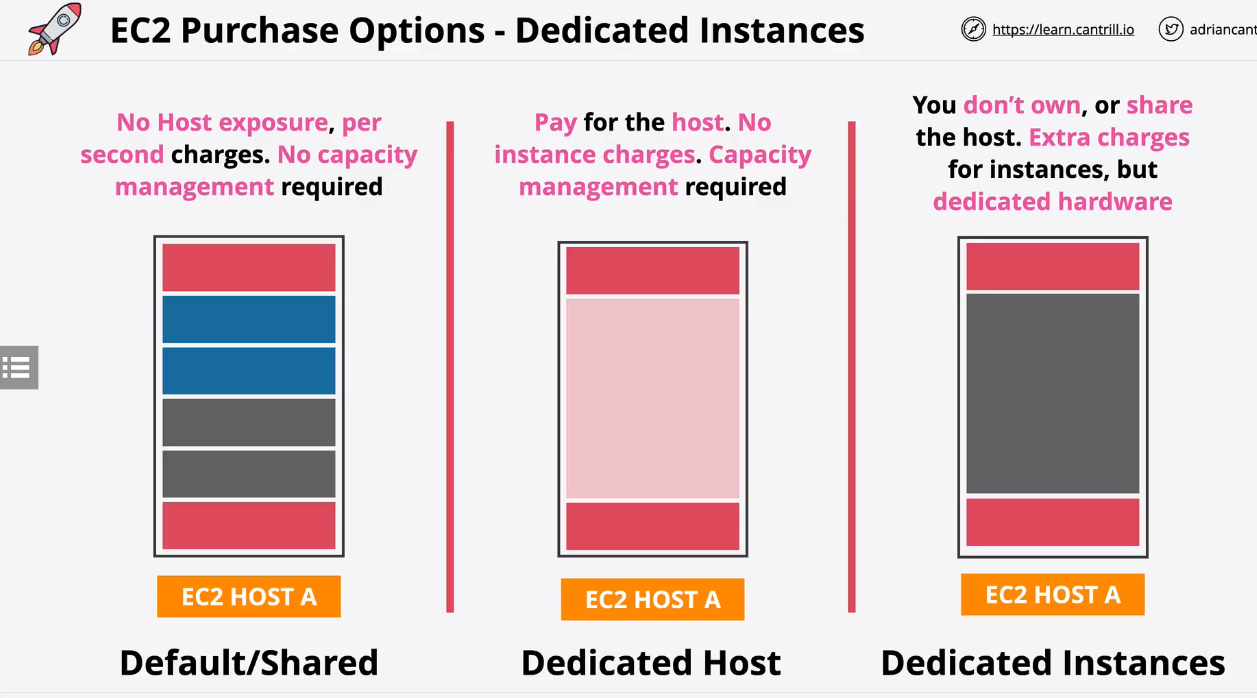 EC2 Purchase Options - Dedicated Instances
https://learn.cantrill.io
adriancant
No Host exposure, per
second charges. No capacity
management required
EC2 HOST A
Default/Shared
Pay for the host. No
instance charges. Capacity
management required
EC2 HOST A
Dedicated Host
You don't own, or share
the host. Extra charges
for instances, but
dedicated hardware
EC2 HOST A
Dedicated Instances